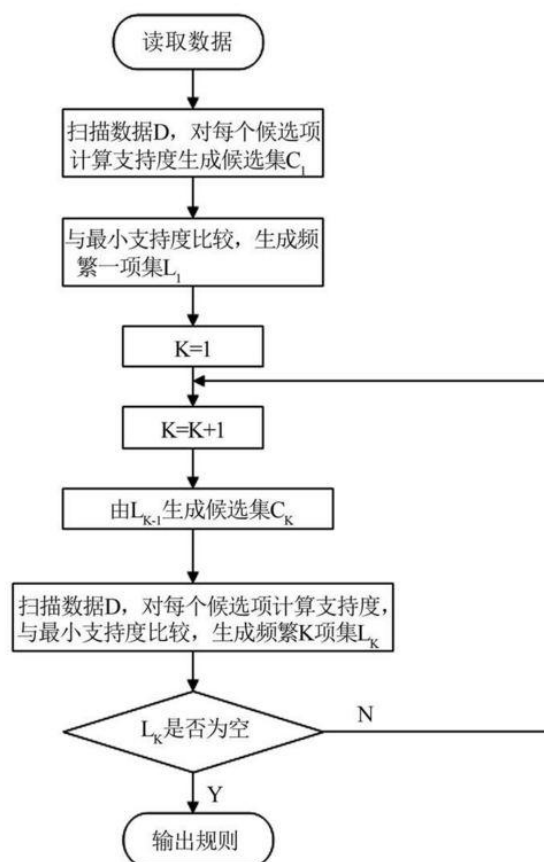 读取数据
扫描数据D，对每个候选项
计算支持度生成候选集C₁
与最小支持度比较，生成频
繁一项集L₁
K=1
K=K+1
由Lₖ₋₁生成候选集Cₖ
扫描数据D，对每个候选项计算支持度，
与最小支持度比较，生成频繁K项集Lₖ
Lₖ是否为空
N
Y
输出规则